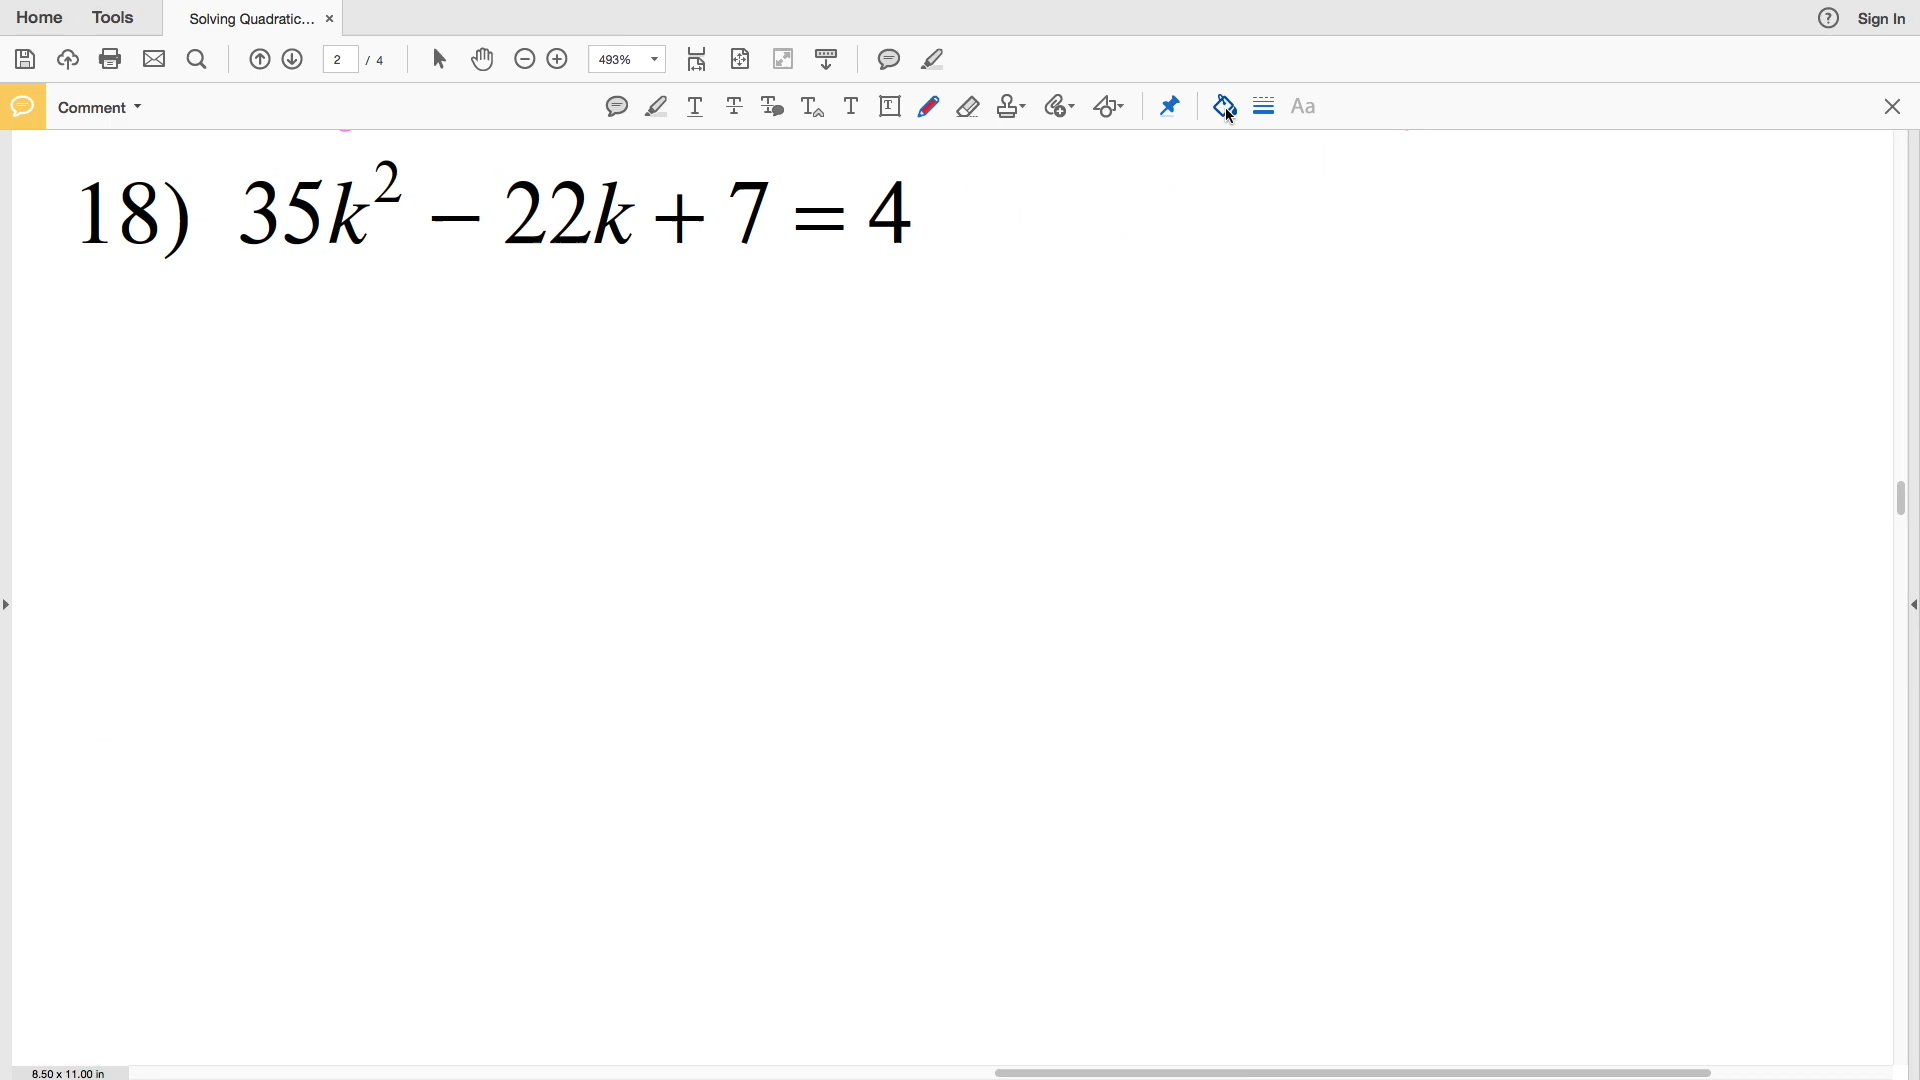 Home Tools Solving Quadratic... × ? Sign In
2 / 4 493%
Comment T T T T T T Aa
18) 35k² − 22k + 7 = 4
8.50 x 11.00 in